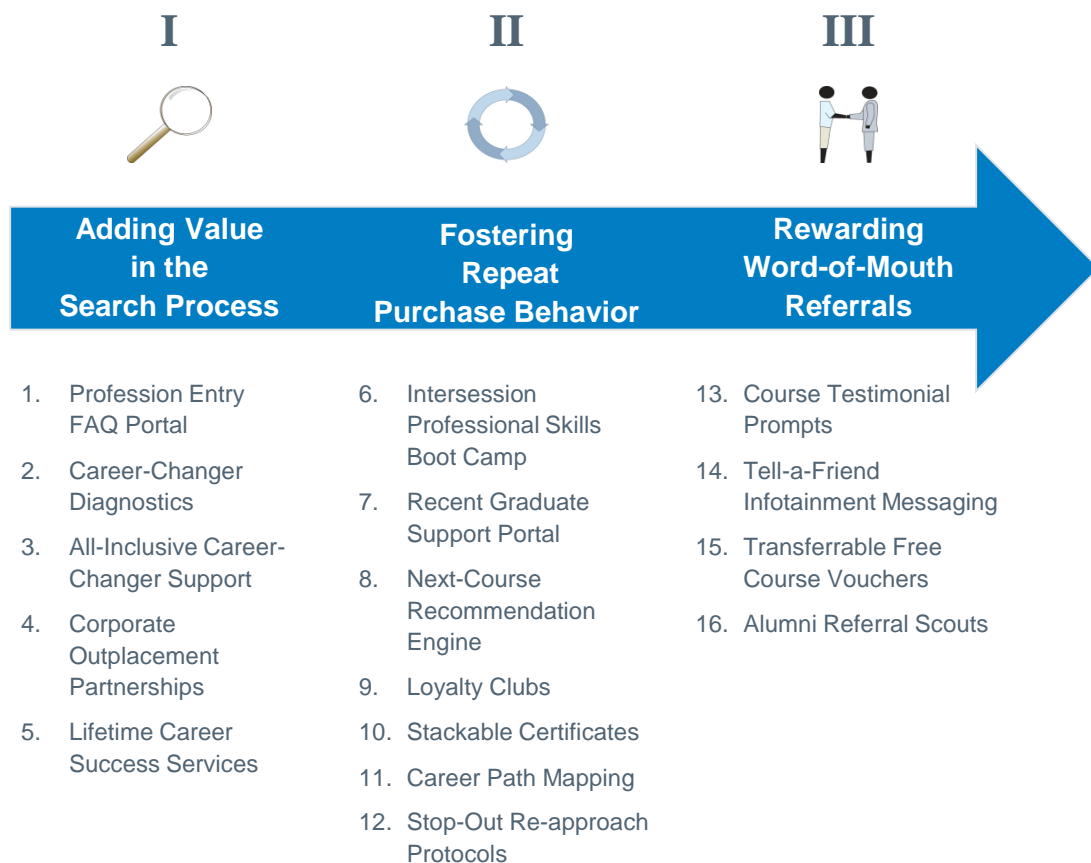 I
II
III
Adding Value
in the
Search Process
Fostering
Repeat
Purchase Behavior
Rewarding
Word-of-Mouth
Referrals
1. Profession Entry
FAQ Portal
2. Career-Changer
Diagnostics
3. All-Inclusive Career-
Changer Support
4. Corporate
Outplacement
Partnerships
5. Lifetime Career
Success Services
6. Intersession
Professional Skills
Boot Camp
7. Recent Graduate
Support Portal
8. Next-Course
Recommendation
Engine
9. Loyalty Clubs
10. Stackable Certificates
11. Career Path Mapping
12. Stop-Out Re-approach
Protocols
13. Course Testimonial
Prompts
14. Tell-a-Friend
Infotainment Messaging
15. Transferrable Free
Course Vouchers
16. Alumni Referral Scouts